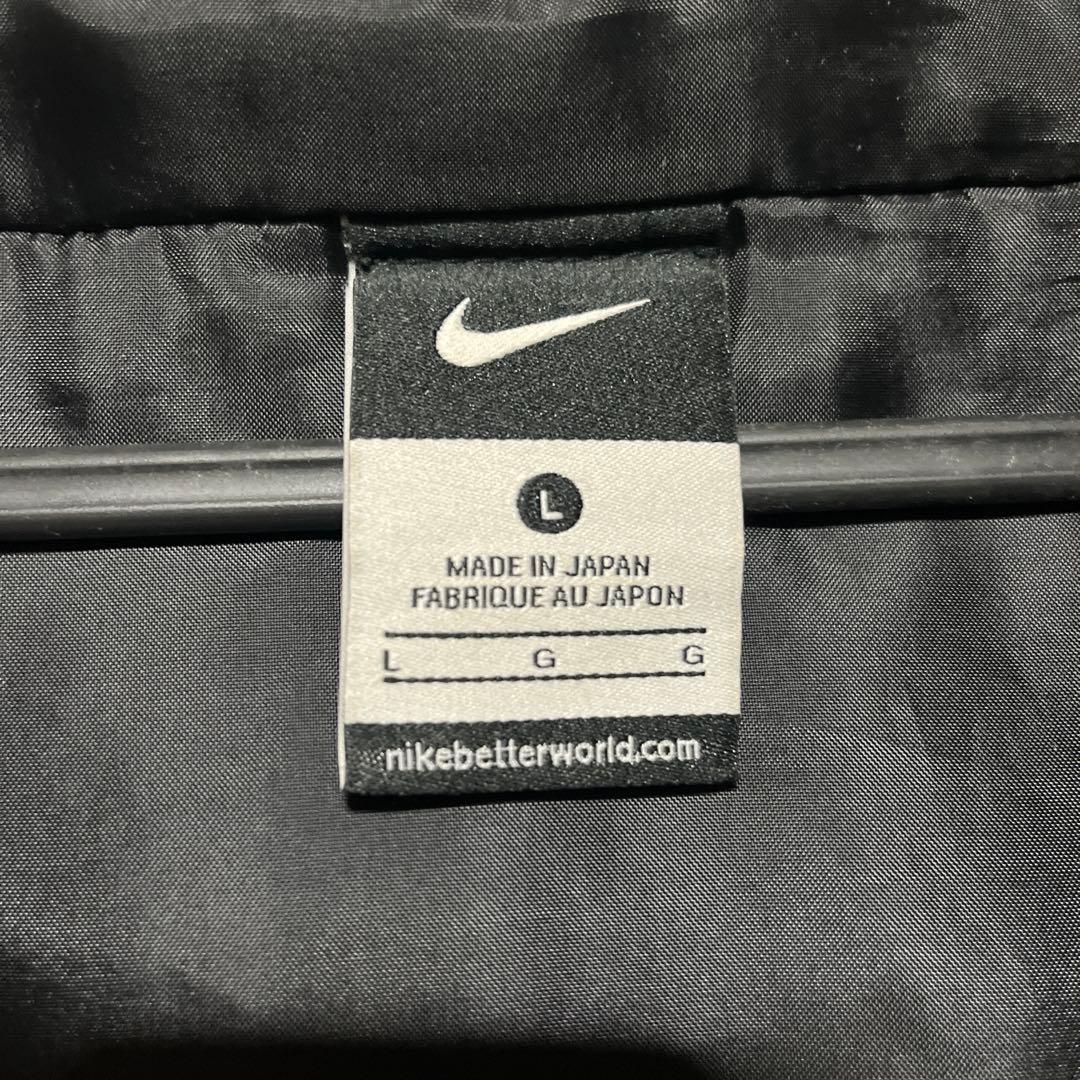 L
MADE IN JAPAN
FABRIQUE AU JAPON
L G G
nikebetterworld.com